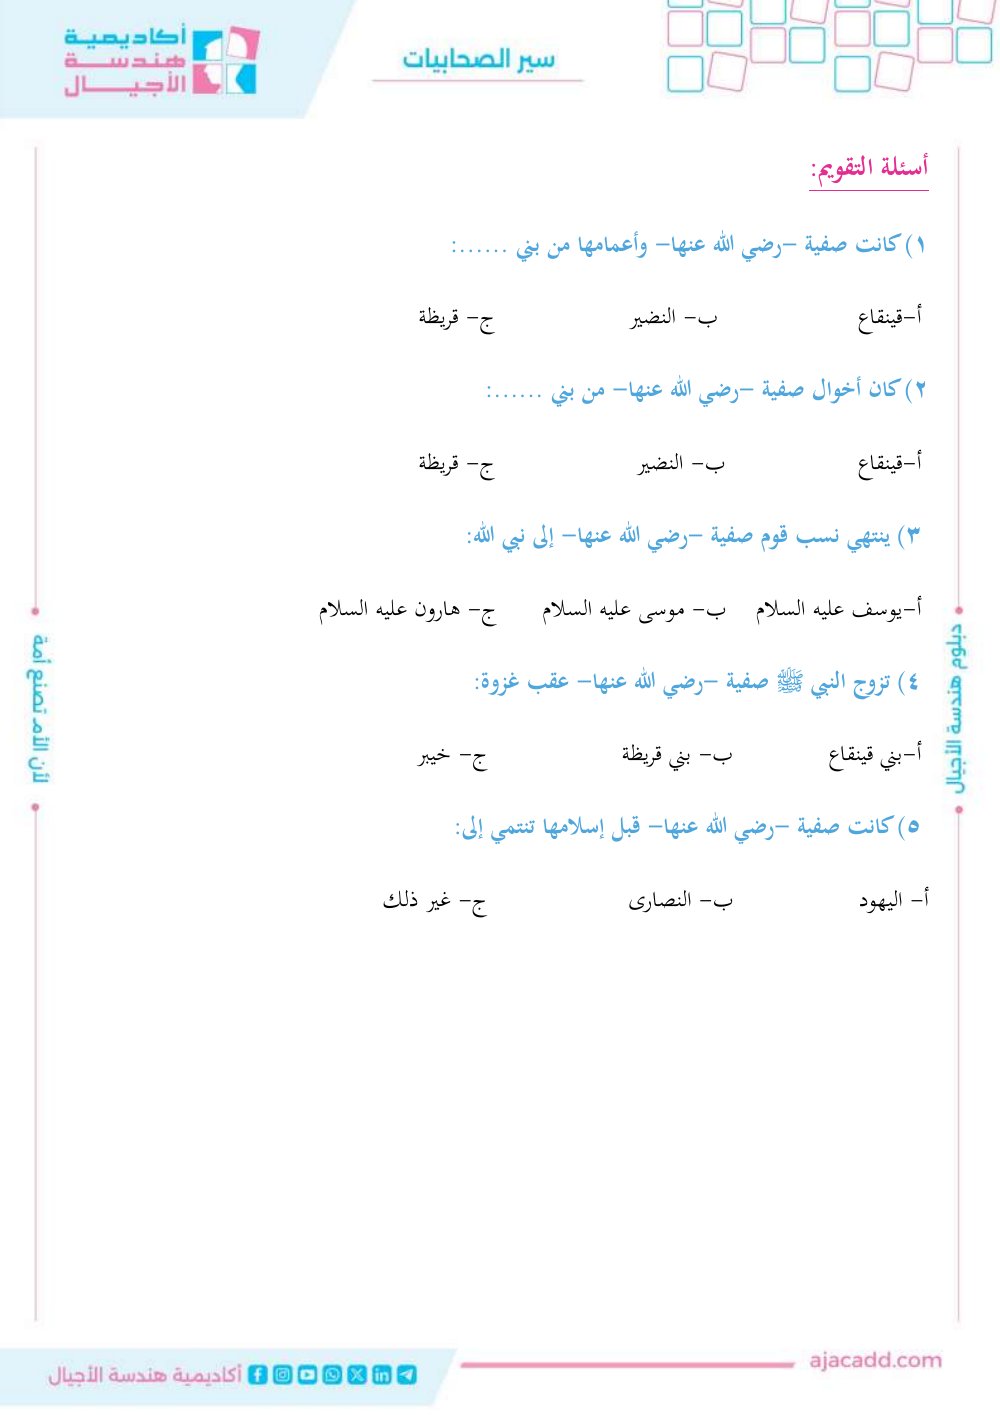 أكاديمية
هندسة
الأجيال
سير الصحابيات
أسئلة التقويم:
١) كانت صفية –رضي الله عنها– وأعمامها من بني ......:
أ–قينقاع ب– النضير ج– قريظة
٢) كان أخوال صفية –رضي الله عنها– من بني ......:
أ–قينقاع ب– النضير ج– قريظة
٣) ينتهي نسب قوم صفية –رضي الله عنها– إلى نبي الله:
أ–يوسف عليه السلام ب– موسى عليه السلام ج– هارون عليه السلام
٤) تزوج النبي ﷺ صفية –رضي الله عنها– عقب غزوة:
أ–بني قينقاع ب– بني قريظة ج– خيبر
٥) كانت صفية –رضي الله عنها– قبل إسلامها تنتمي إلى:
أ– اليهود ب– النصارى ج– غير ذلك
دبلوم هندسة الأجيال
لأن الأم تصنع أمة
ajacadd.com
أكاديمية هندسة الأجيال